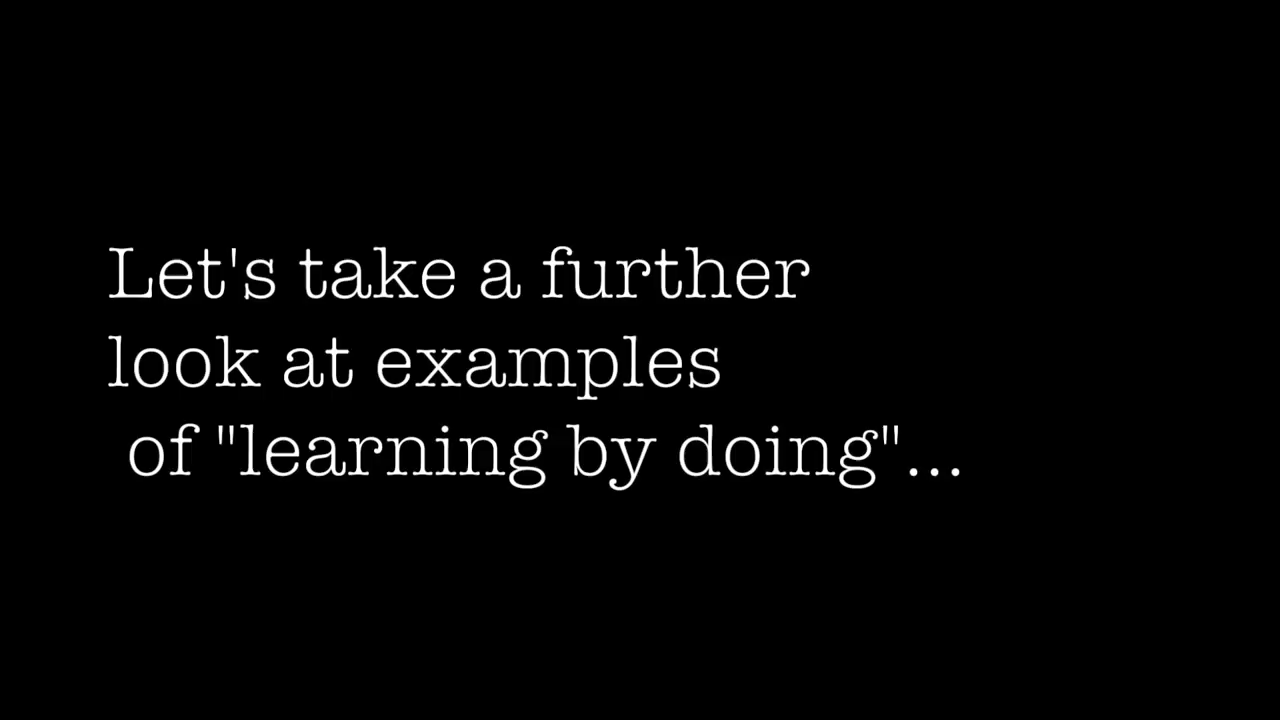 Let's take a further
look at examples
of "learning by doing"...